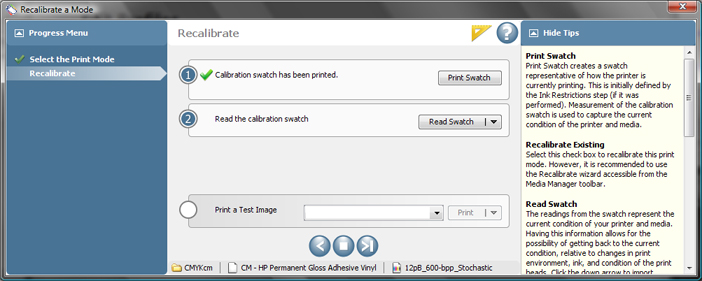 Recalibrate a Mode
Progress Menu
Select the Print Mode
Recalibrate
Recalibrate
?
1
Calibration swatch has been printed.
Print Swatch
2
Read the calibration swatch
Read Swatch
Print a Test Image
Print
CMYKcm
CM - HP Permanent Gloss Adhesive Vinyl
12pB_600-bpp_Stochastic
Hide Tips
Print Swatch
Print Swatch creates a swatch
representative of how the printer is
currently printing. This is initially defined by
the Ink Restrictions step (if it was
performed). Measurement of the calibration
swatch is used to capture the current
condition of the printer and media.
Recalibrate Existing
Select this check box to recalibrate this print
mode. However, it is recommended to use
the Recalibrate wizard accessible from the
Media Manager toolbar.
Read Swatch
The readings from the swatch represent the
current condition of your printer and media.
Having this information allows for the
possibility of getting back to the current
condition, relative to changes in print
environment, ink, and condition of the print
heads. Click the down arrow to import